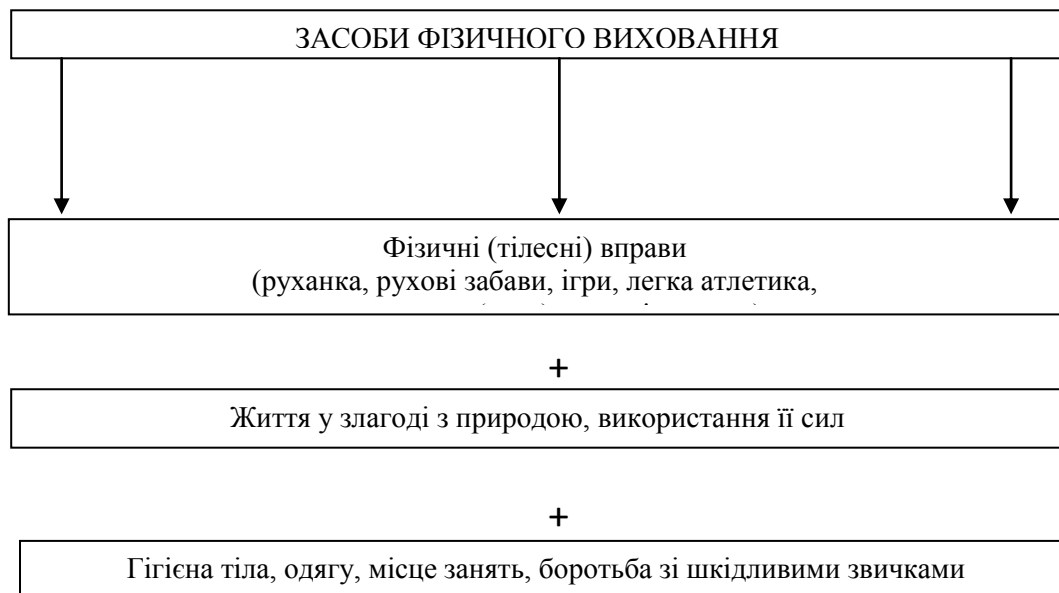 ЗАСОБИ ФІЗИЧНОГО ВИХОВАННЯ
Фізичні (тілесні) вправи
(руханка, рухові забави, ігри, легка атлетика,
+
Життя у злагоді з природою, використання її сил
+
Гігієна тіла, одягу, місце занять, боротьба зі шкідливими звичками